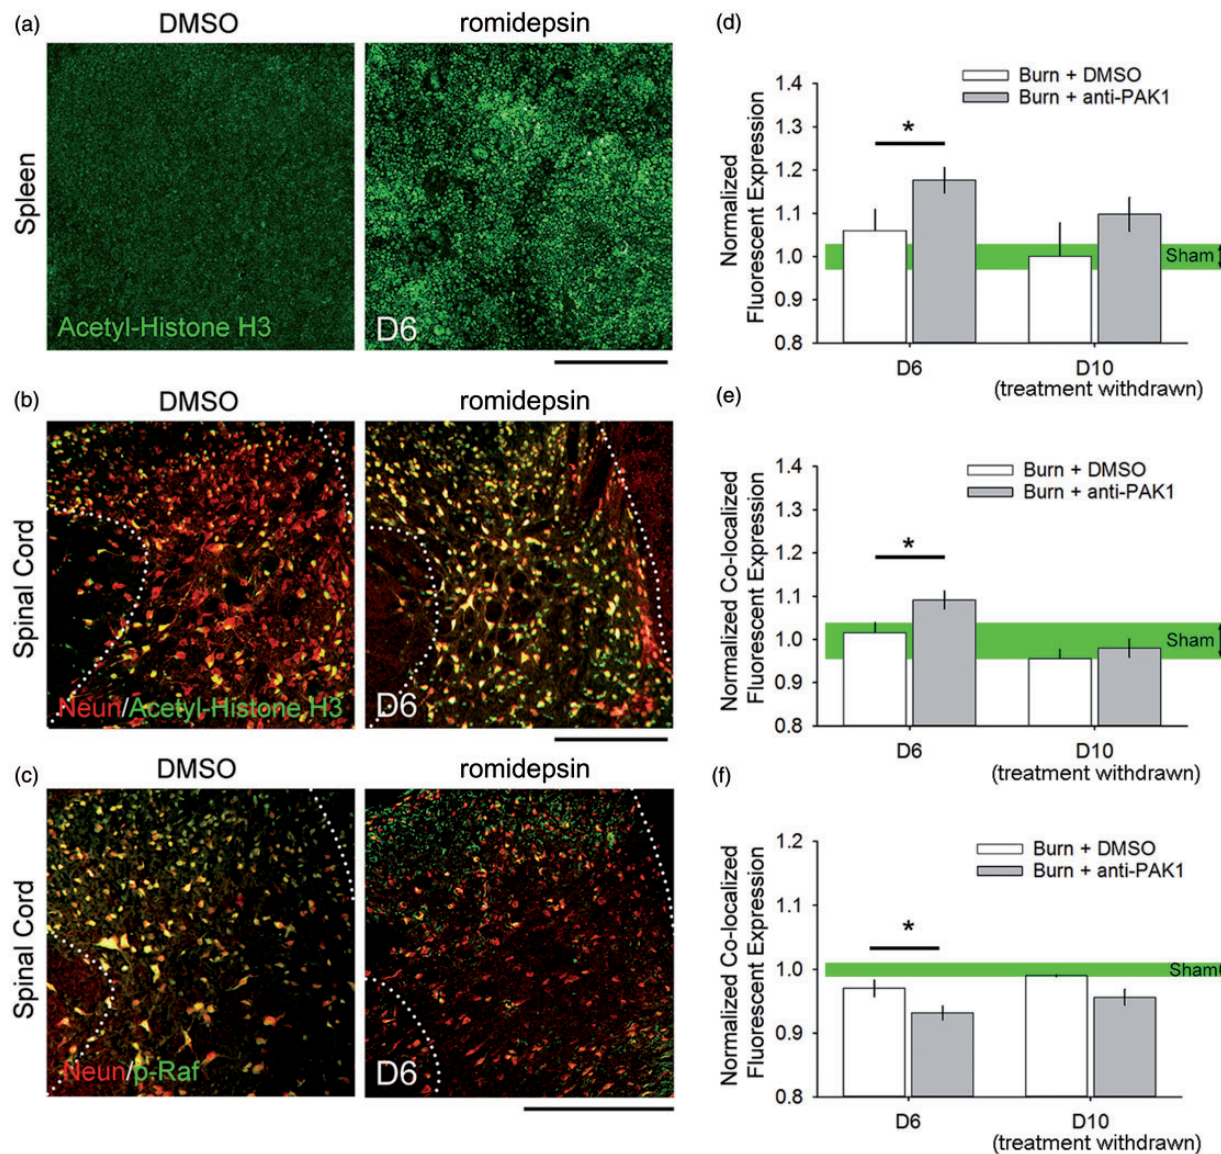 (a)
DMSO
romidepsin
Spleen
Acetyl-Histone H3
D6
(b)
DMSO
romidepsin
Spinal Cord
Neun/Acetyl-Histone H3
D6
(c)
DMSO
romidepsin
Spinal Cord
Neun/p-Raf
D6
(d)
Normalized
Fluorescent Expression
1.4
1.3
1.2
1.1
1.0
0.9
0.8
Burn + DMSO
Burn + anti-PAK1
*
Sham
D6
D10
(treatment withdrawn)
(e)
Normalized Co-localized
Fluorescent Expression
1.4
1.3
1.2
1.1
1.0
0.9
0.8
Burn + DMSO
Burn + anti-PAK1
*
Sham
D6
D10
(treatment withdrawn)
(f)
Normalized Co-localized
Fluorescent Expression
1.2
1.1
1.0
0.9
0.8
Burn + DMSO
Burn + anti-PAK1
*
Sham
D6
D10
(treatment withdrawn)